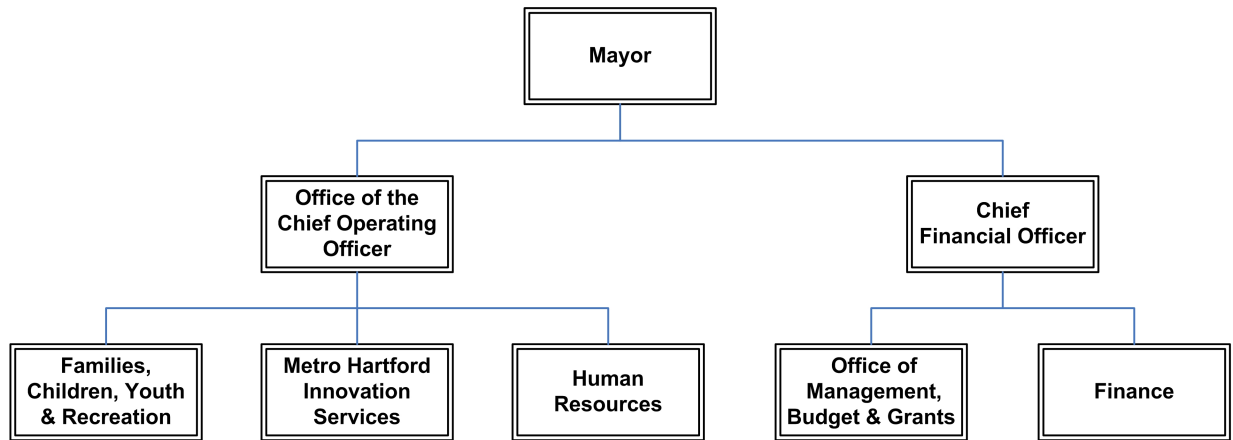 Mayor
Office of the
Chief Operating
Officer
Chief
Financial Officer
Families,
Children, Youth
& Recreation
Metro Hartford
Innovation
Services
Human
Resources
Office of
Management,
Budget & Grants
Finance